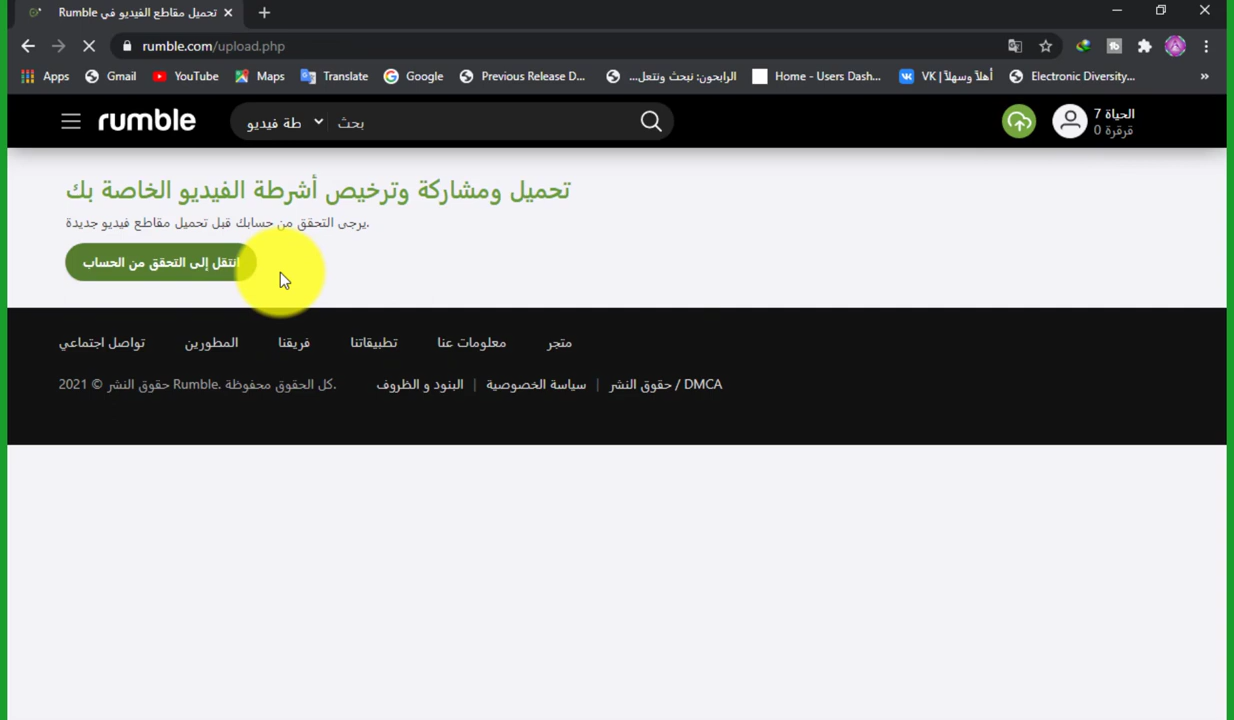 تحميل مقاطع الفيديو في Rumble
rumble.com/upload.php
Apps Gmail YouTube Maps Translate Google Previous Release D... الرابحون: نبحث ونتعل... Home - Users Dash... VK | أهلاً وسهلاً Electronic Diversity...
rumble طة فيديو بحث
الحياة 7
قرقرة 0
تحميل ومشاركة وترخيص أشرطة الفيديو الخاصة بك
يرجى التحقق من حسابك قبل تحميل مقاطع فيديو جديدة.
انتقل إلى التحقق من الحساب
تواصل اجتماعي المطورين فريقنا تطبيقاتنا معلومات عنا متجر
حقوق النشر © 2021 Rumble. كل الحقوق محفوظة. البنود و الظروف | سياسة الخصوصية | حقوق النشر / DMCA